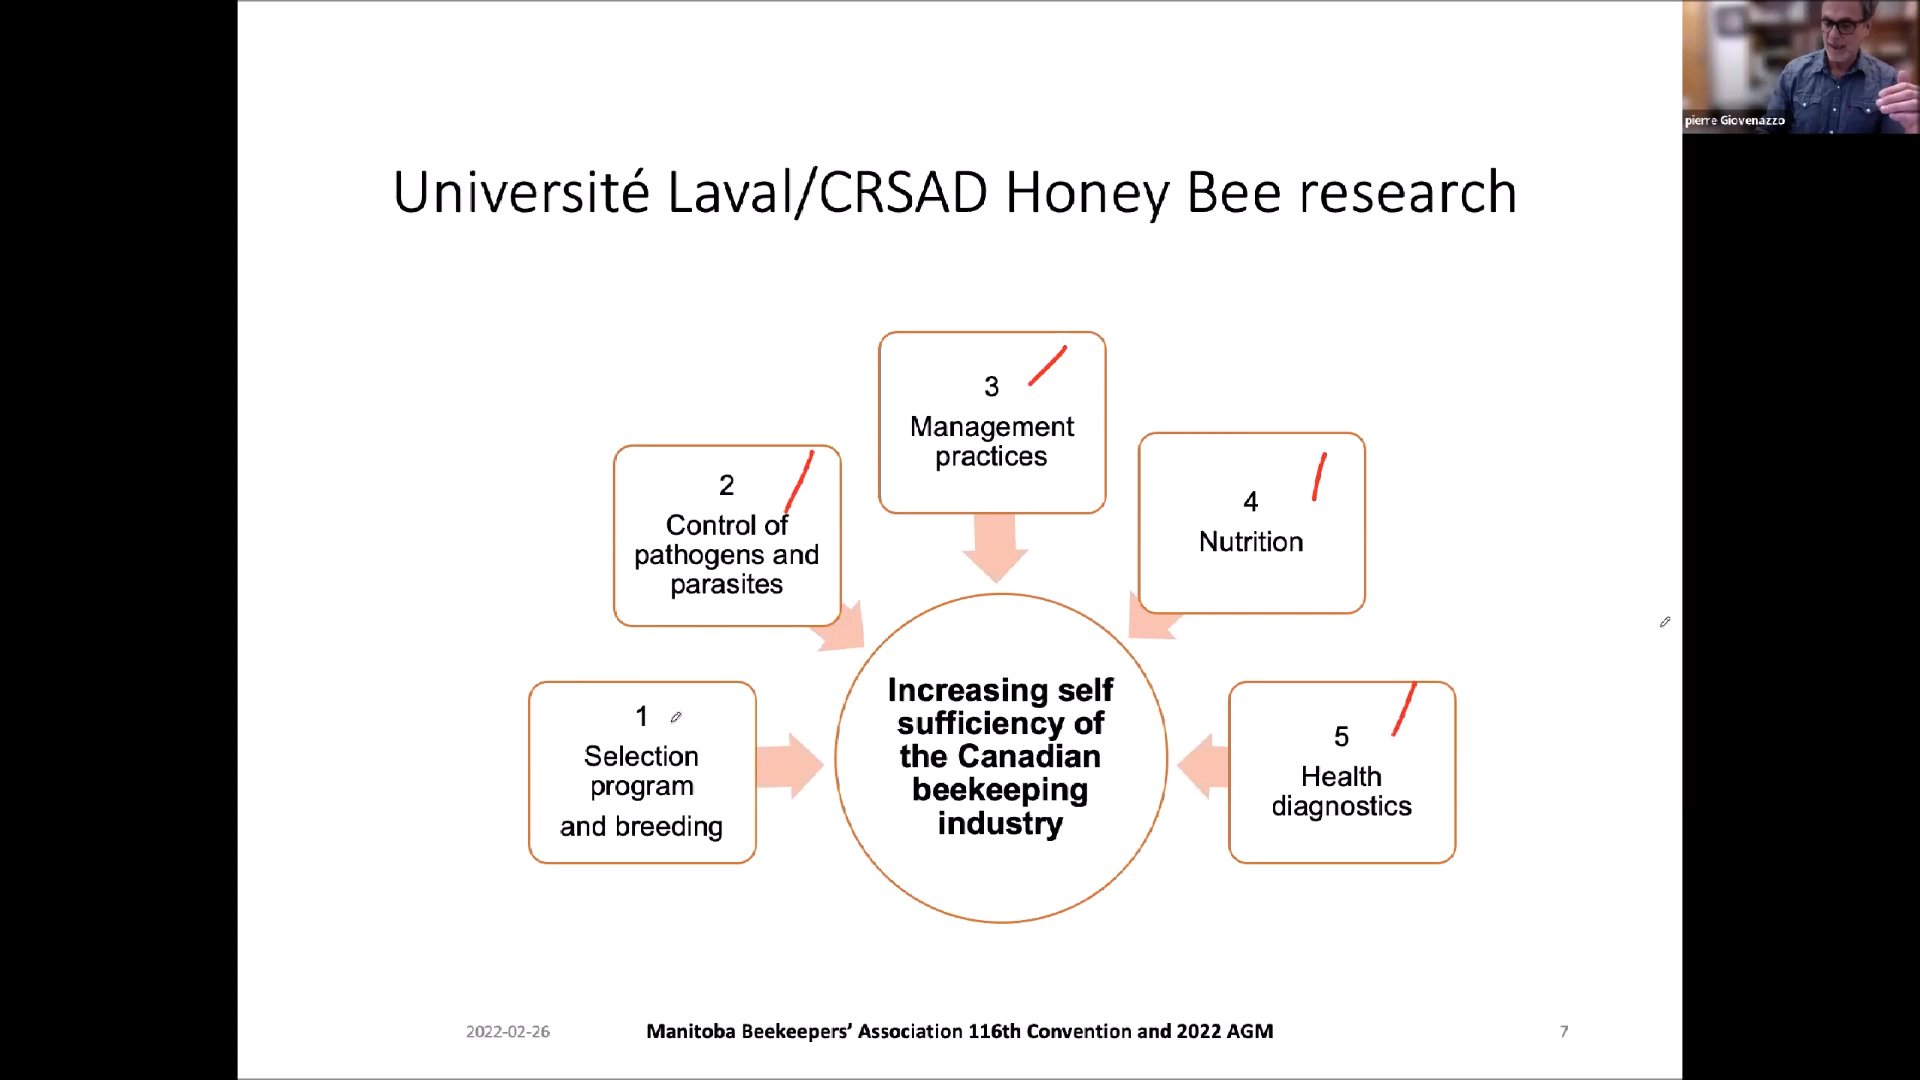 pierre Giovenazzo
Université Laval/CRSAD Honey Bee research
3
Management
practices
2
Control of
pathogens and
parasites
4
Nutrition
1
Selection
program
and breeding
Increasing self
sufficiency of
the Canadian
beekeeping
industry
5
Health
diagnostics
2022-02-26
Manitoba Beekeepers’ Association 116th Convention and 2022 AGM
7